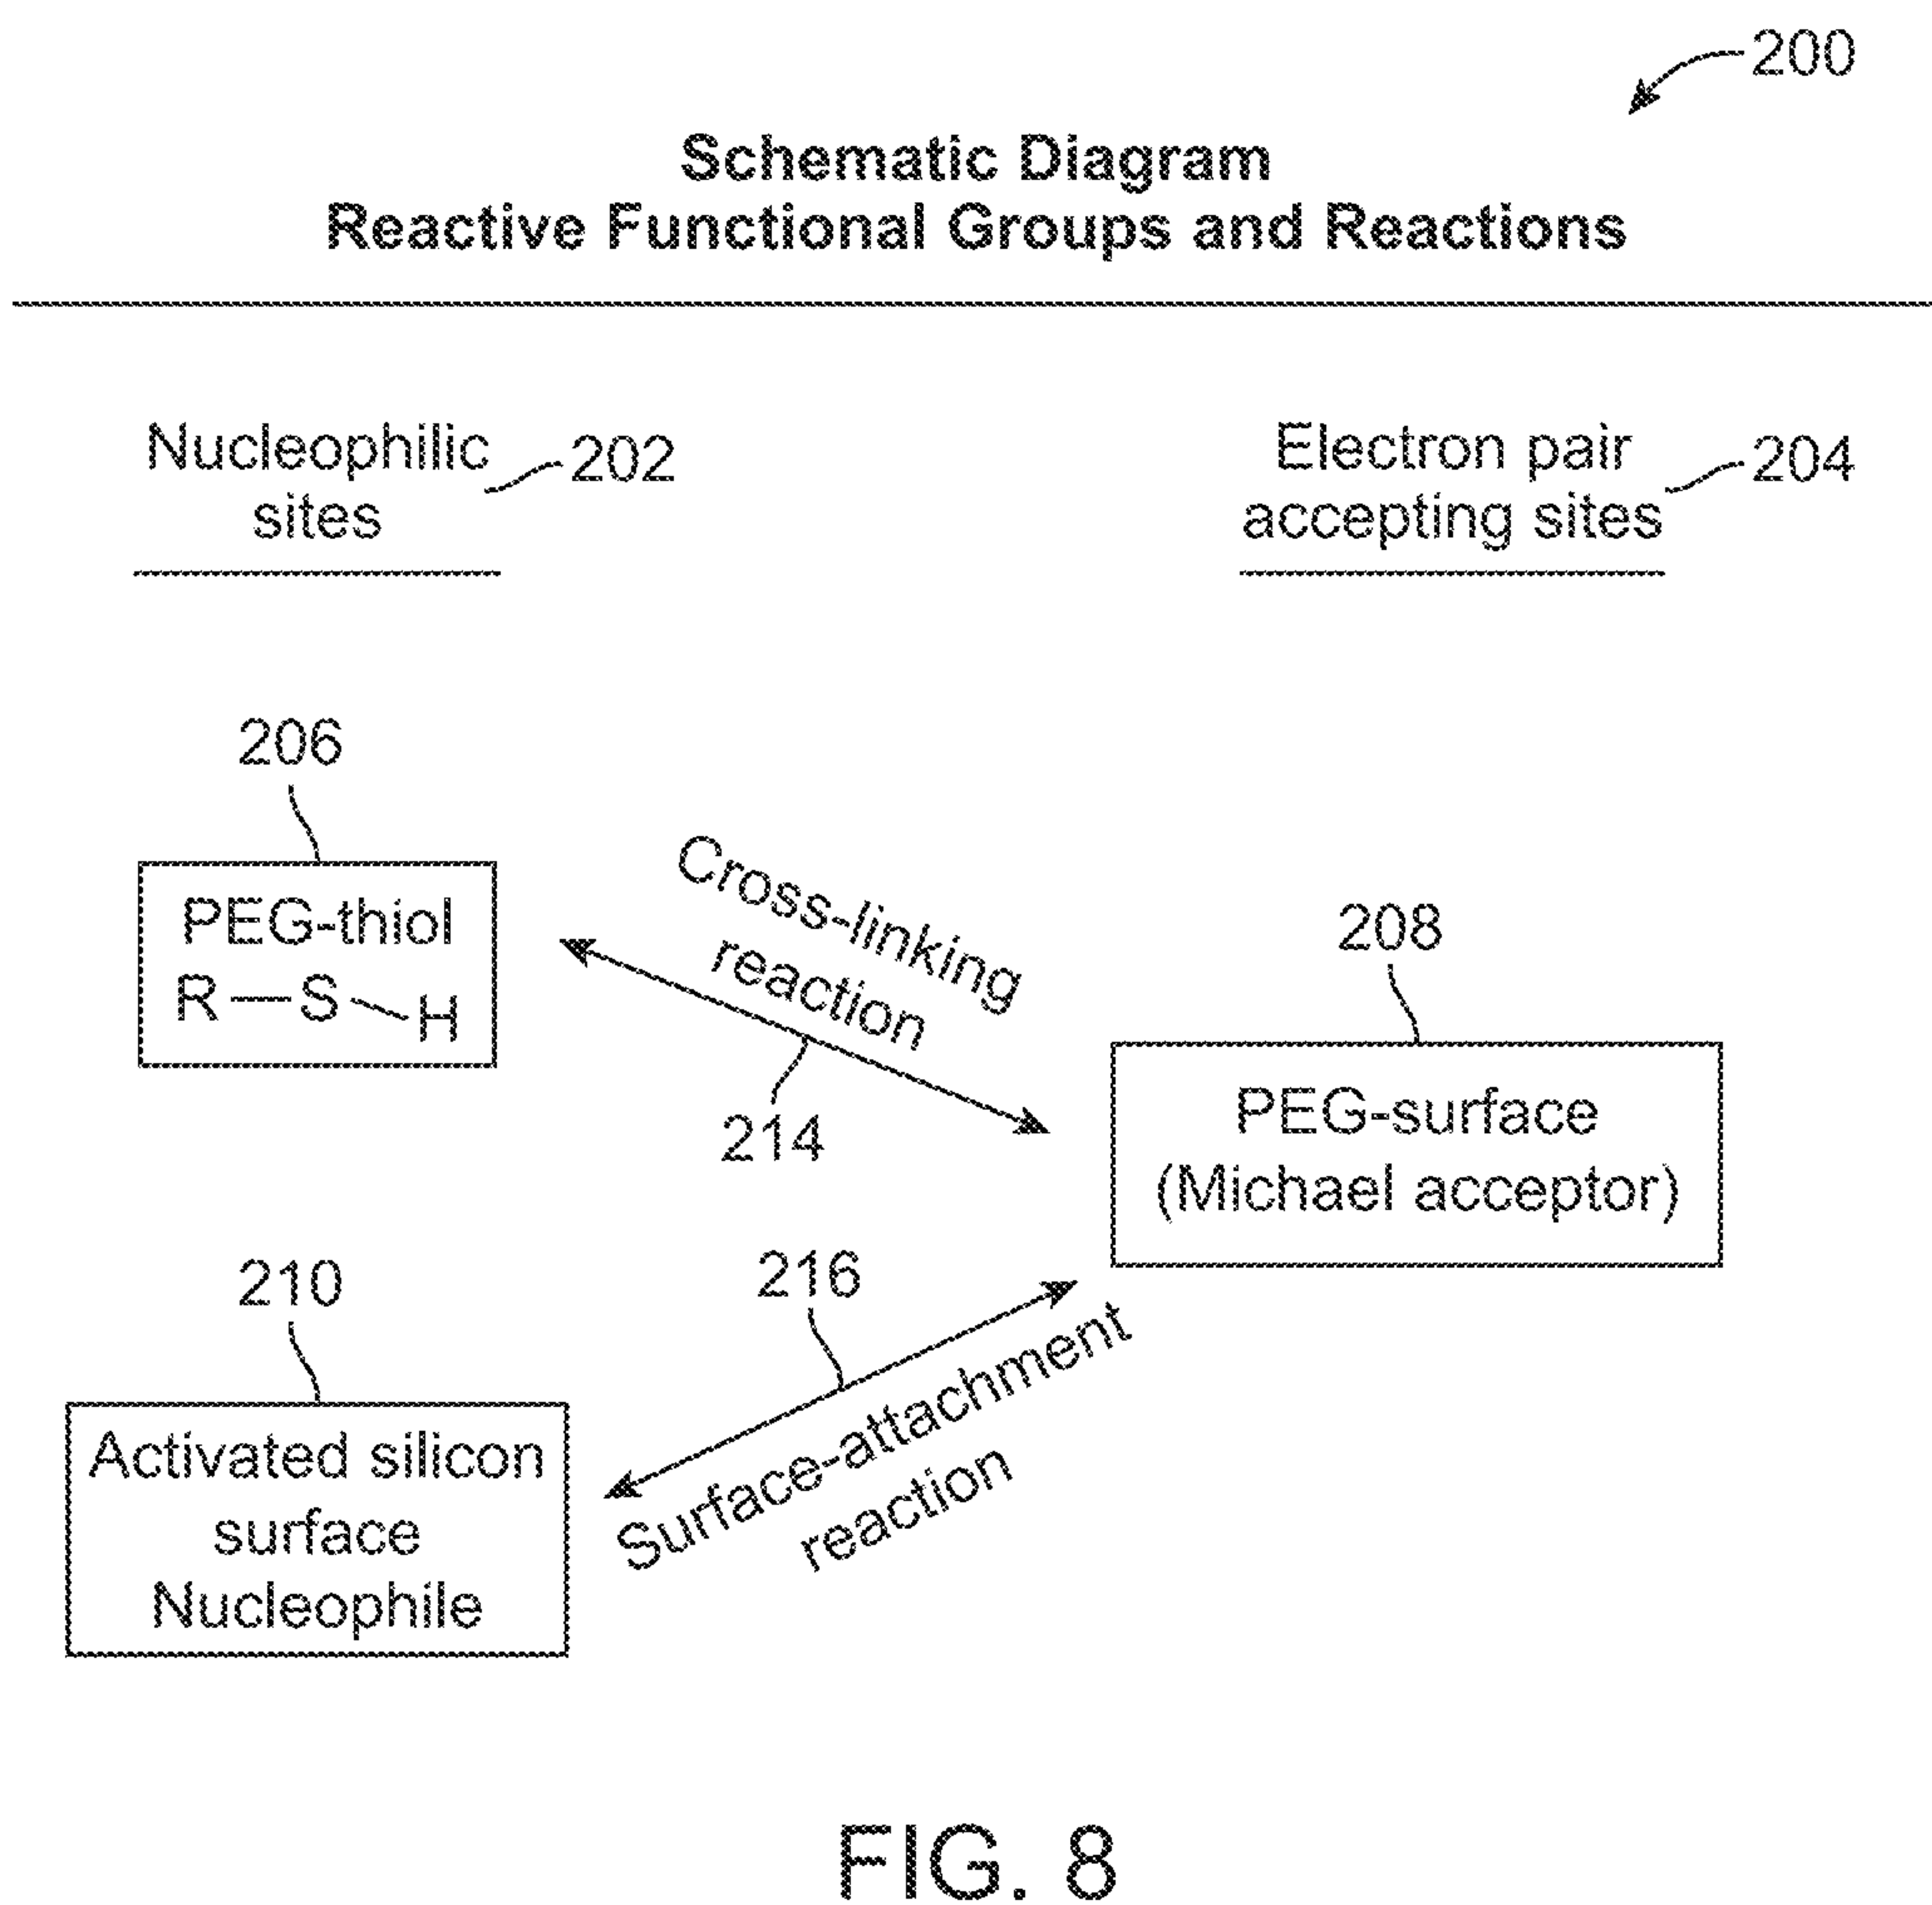 200
Schematic Diagram
Reactive Functional Groups and Reactions
Nucleophilic
sites
202
Electron pair
accepting sites
204
206
PEG-thiol
R—S—H
Cross-linking
reaction
214
208
PEG-surface
(Michael acceptor)
210
Activated silicon
surface
Nucleophile
216
Surface-attachment
reaction
FIG. 8